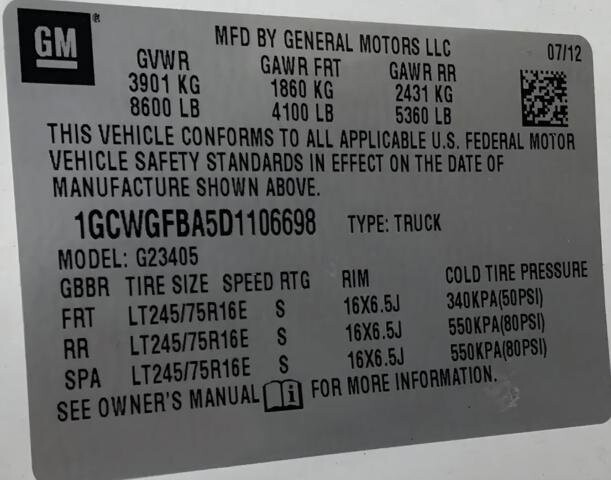 GM ®
MFD BY GENERAL MOTORS LLC 07/12
GVWR GAWR FRT GAWR RR
3901 KG 1860 KG 2431 KG
8600 LB 4100 LB 5360 LB
THIS VEHICLE CONFORMS TO ALL APPLICABLE U.S. FEDERAL MOTOR
VEHICLE SAFETY STANDARDS IN EFFECT ON THE DATE OF
MANUFACTURE SHOWN ABOVE.
1GCWGFBA5D1106698 TYPE: TRUCK
MODEL: G23405
GBBR TIRE SIZE SPEED RTG RIM COLD TIRE PRESSURE
FRT LT245/75R16E S 16X6.5J 340KPA(50PSI)
RR LT245/75R16E S 16X6.5J 550KPA(80PSI)
SPA LT245/75R16E S 16X6.5J 550KPA(80PSI)
SEE OWNER'S MANUAL i FOR MORE INFORMATION.